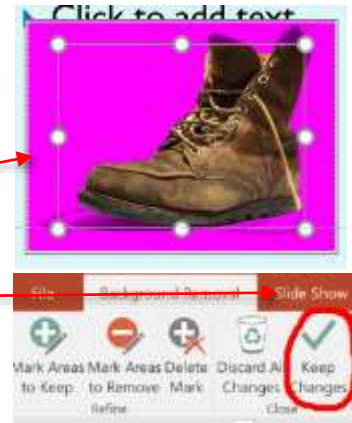 Click to add text
File Background Removal Slide Show
Mark Areas Mark Areas Delete Discard All Keep
to Keep to Remove Mark Changes Changes
Refine Close